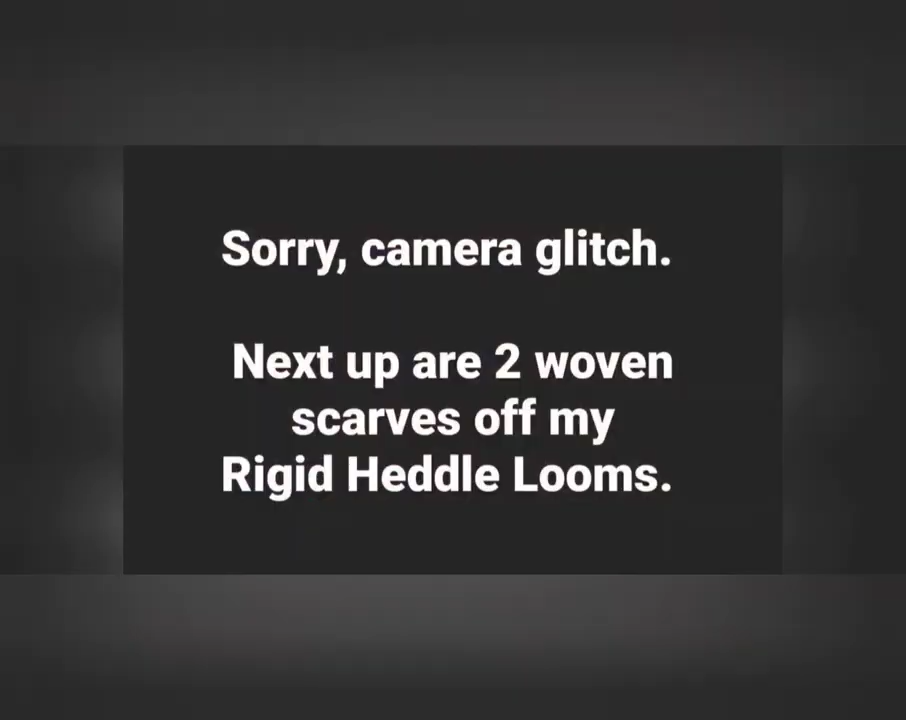 Sorry, camera glitch.
Next up are 2 woven
scarves off my
Rigid Heddle Looms.